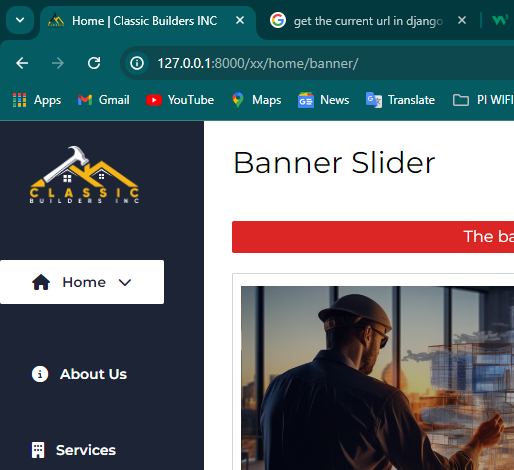 Home | Classic Builders INC
get the current url in django
127.0.0.1:8000/xx/home/banner/
Apps
Gmail
YouTube
Maps
News
Translate
PI WIFI
CLASSIC
BUILDERS INC
Banner Slider
The ba
Home
About Us
Services